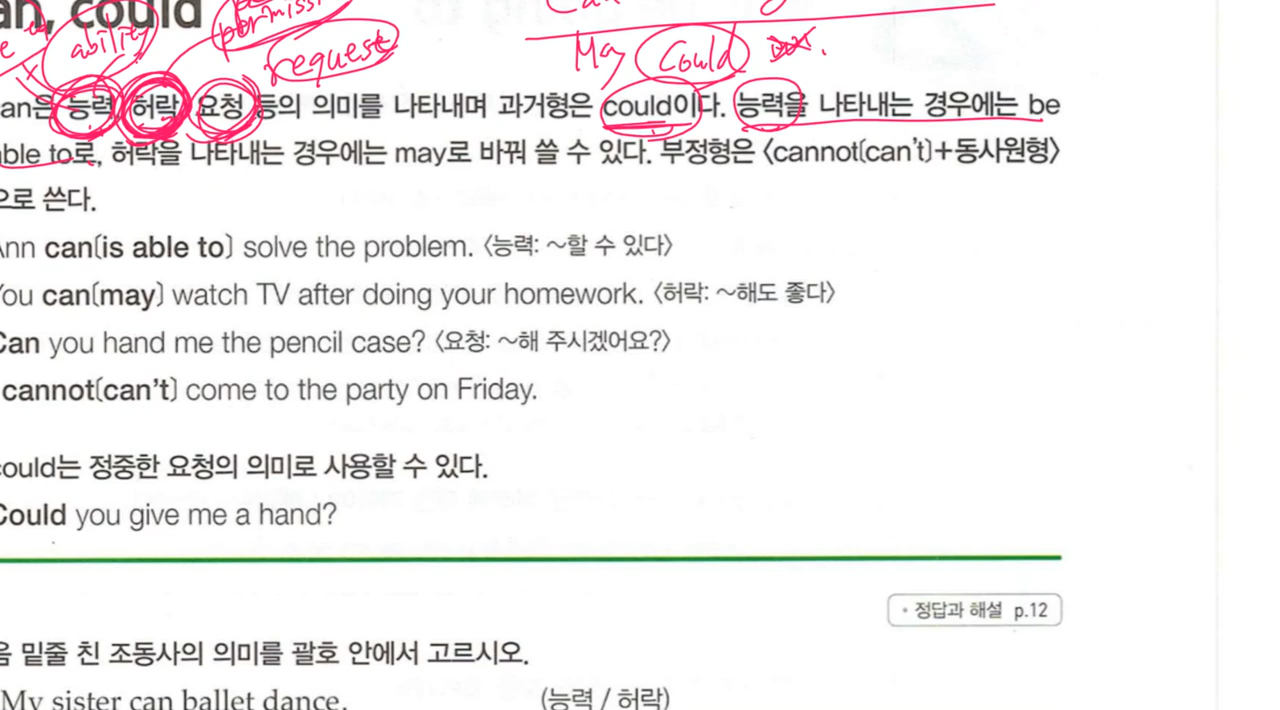 an, could
ability
permissi
request
May Could
can은 능력, 허락, 요청 등의 의미를 나타내며 과거형은 could이다. 능력을 나타내는 경우에는 be
able to로, 허락을 나타내는 경우에는 may로 바꿔 쓸 수 있다. 부정형은 〈cannot(can't)+동사원형〉
으로 쓴다.
Ann can(is able to) solve the problem. 〈능력: ~할 수 있다〉
You can(may) watch TV after doing your homework. 〈허락: ~해도 좋다〉
Can you hand me the pencil case? 〈요청: ~해 주시겠어요?〉
cannot(can't) come to the party on Friday.
could는 정중한 요청의 의미로 사용할 수 있다.
Could you give me a hand?
• 정답과 해설 p.12
음 밑줄 친 조동사의 의미를 괄호 안에서 고르시오.
My sister can ballet dance. (능력 / 허락)